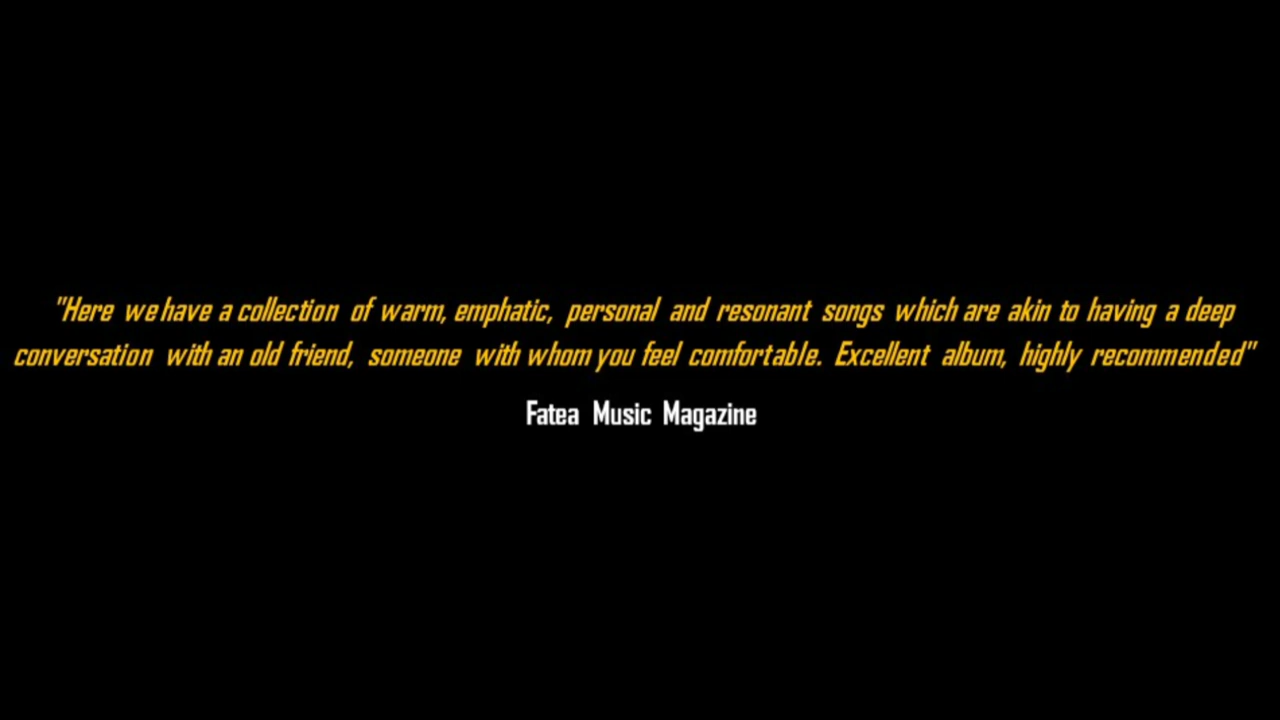 "Here we have a collection of warm, emphatic, personal and resonant songs which are akin to having a deep
conversation with an old friend, someone with whom you feel comfortable. Excellent album, highly recommended"
Fatea Music Magazine